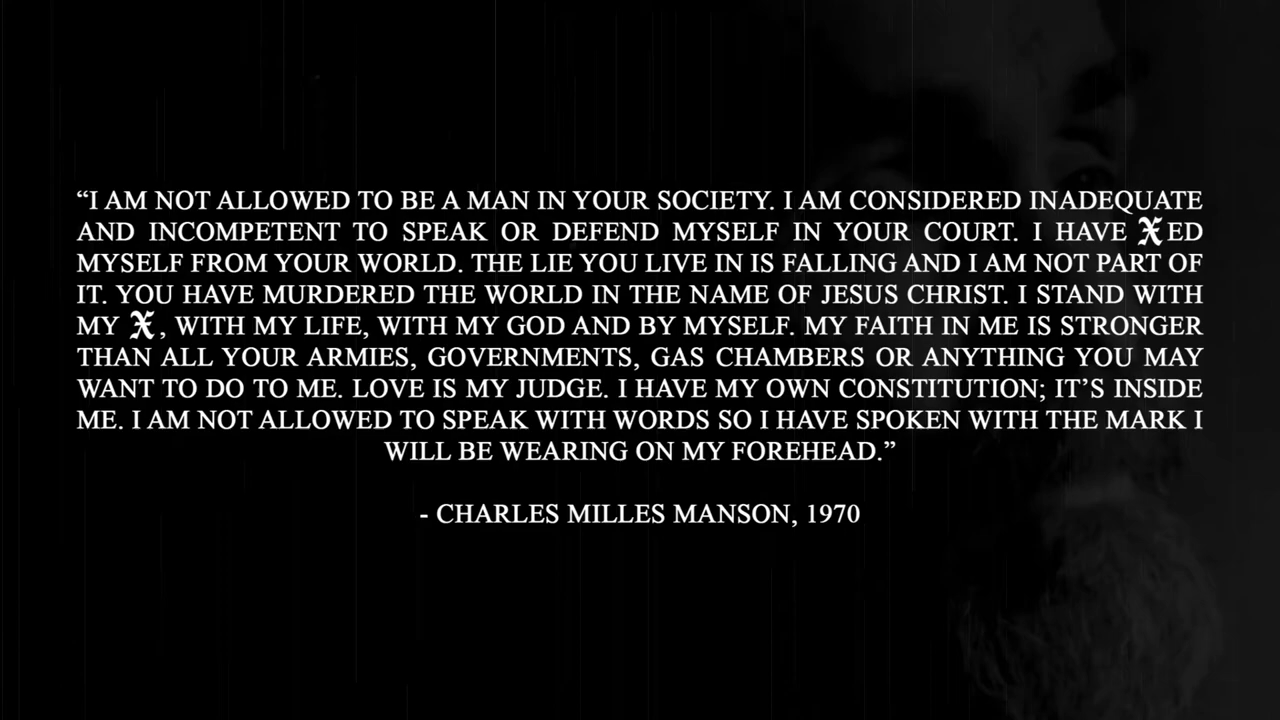 “I AM NOT ALLOWED TO BE A MAN IN YOUR SOCIETY. I AM CONSIDERED INADEQUATE
AND INCOMPETENT TO SPEAK OR DEFEND MYSELF IN YOUR COURT. I HAVE XED
MYSELF FROM YOUR WORLD. THE LIE YOU LIVE IN IS FALLING AND I AM NOT PART OF
IT. YOU HAVE MURDERED THE WORLD IN THE NAME OF JESUS CHRIST. I STAND WITH
MY X, WITH MY LIFE, WITH MY GOD AND BY MYSELF. MY FAITH IN ME IS STRONGER
THAN ALL YOUR ARMIES, GOVERNMENTS, GAS CHAMBERS OR ANYTHING YOU MAY
WANT TO DO TO ME. LOVE IS MY JUDGE. I HAVE MY OWN CONSTITUTION; IT’S INSIDE
ME. I AM NOT ALLOWED TO SPEAK WITH WORDS SO I HAVE SPOKEN WITH THE MARK I
WILL BE WEARING ON MY FOREHEAD.”
- CHARLES MILLES MANSON, 1970